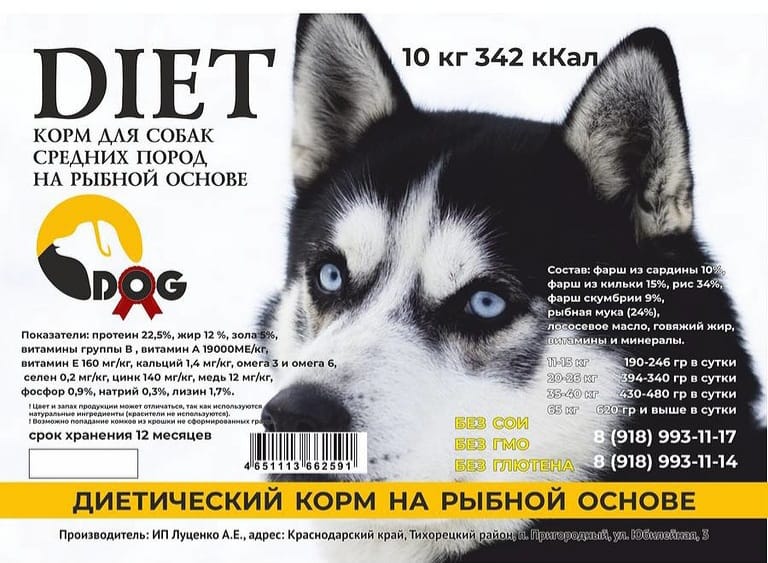 DIET
10 кг 342 кКал
КОРМ ДЛЯ СОБАК
СРЕДНИХ ПОРОД
НА РЫБНОЙ ОСНОВЕ
DOG
Состав: фарш из сардины 10%,
фарш из кильки 15%, рис 34%,
фарш скумбрии 9%,
рыбная мука (24%),
лососевое масло, говяжий жир,
витамины и минералы.
Показатели: протеин 22,5%, жир 12 %, зола 5%,
витамины группы В , витамин А 19000МЕ/кг,
витамин Е 160 мг/кг, кальций 1,4 мг/кг, омега 3 и омега 6,
селен 0,2 мг/кг, цинк 140 мг/кг, медь 12 мг/кг,
фосфор 0,9%, натрий 0,3%, лизин 1,7%.
! Цвет и запах продукции может отличаться, так как используются
натуральные ингредиенты (красители не используются).
! Возможно попадание комков из крошки не сформированных гра
срок хранения 12 месяцев
11-15 кг 190-246 гр в сутки
20-26 кг 394-340 гр в сутки
35-40 кг 430-480 гр в сутки
65 кг 620 гр и выше в сутки
БЕЗ СОИ
БЕЗ ГМО
БЕЗ ГЛЮТЕНА
8 (918) 993-11-17
8 (918) 993-11-14
4 651113 662591
ДИЕТИЧЕСКИЙ КОРМ НА РЫБНОЙ ОСНОВЕ
Производитель: ИП Луценко А.Е., адрес: Краснодарский край, Тихорецкий район, п. Пригородный, ул. Юбилейная, 3